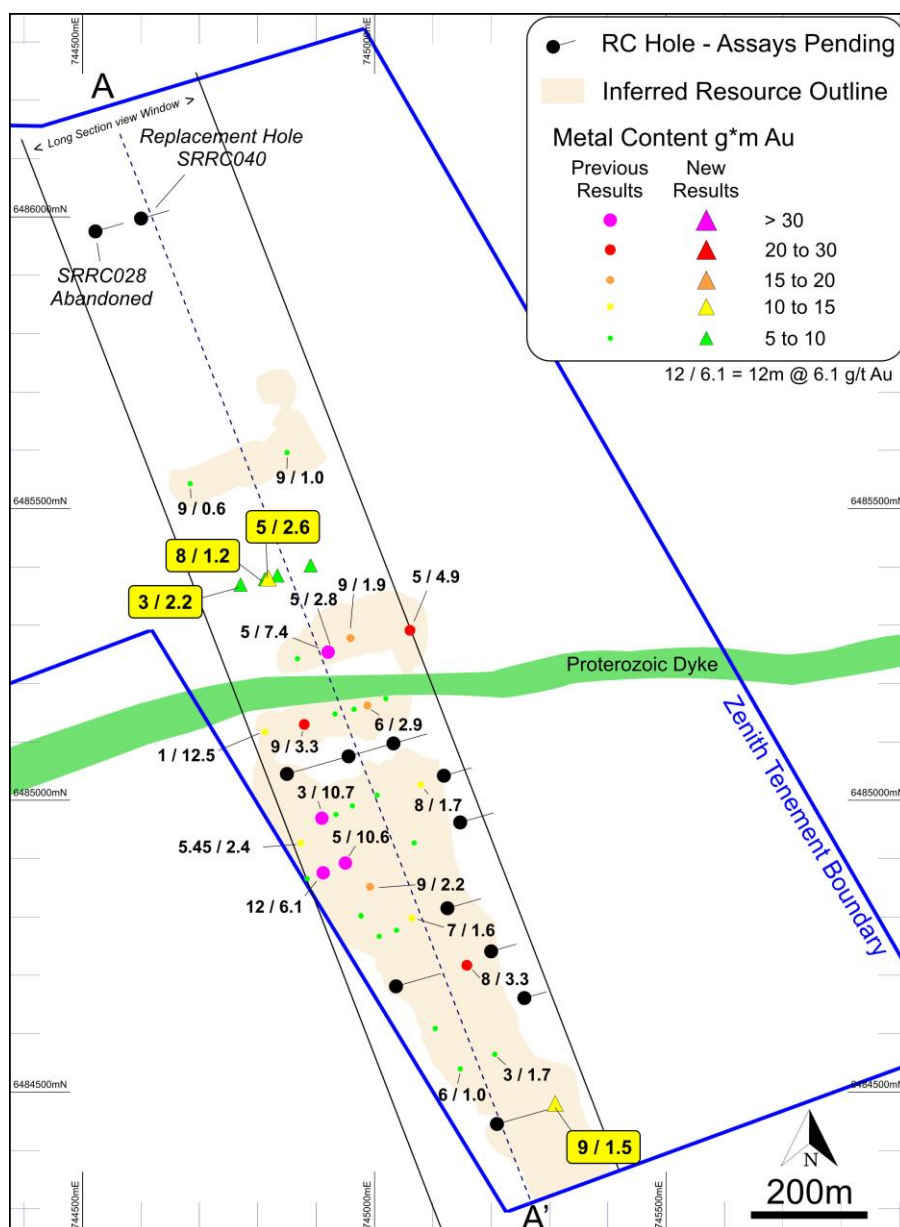 744500mE
745000mE
RC Hole - Assays Pending
Inferred Resource Outline
Metal Content g*m Au
Previous Results
New Results
> 30
20 to 30
15 to 20
10 to 15
5 to 10
12 / 6.1 = 12m @ 6.1 g/t Au
A
< Long Section view Window >
Replacement Hole
SRRC040
6486000mN
SRRC028
Abandoned
9 / 1.0
9 / 0.6
6485500mN
6485500mN
5 / 2.6
8 / 1.2
3 / 2.2
5 / 2.8
9 / 1.9
5 / 4.9
5 / 7.4
Proterozoic Dyke
6 / 2.9
1 / 12.5
9 / 3.3
Zenith Tenement Boundary
6485000mN
6485000mN
3 / 10.7
8 / 1.7
5.45 / 2.4
5 / 10.6
12 / 6.1
9 / 2.2
7 / 1.6
8 / 3.3
3 / 1.7
6484500mN
6484500mN
6 / 1.0
9 / 1.5
N
200m
A'
744500mE
745000mE
745500mE